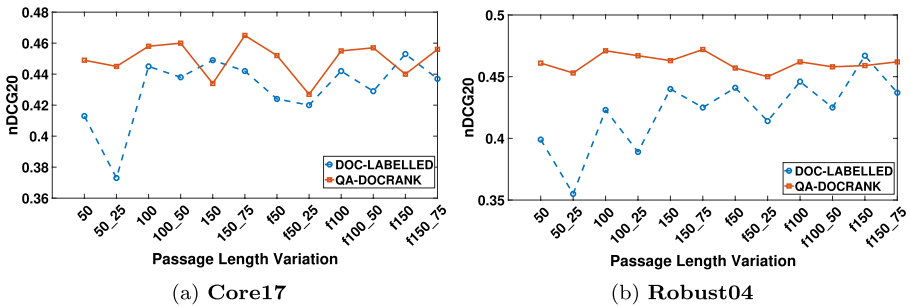 0.48
0.46
0.44
0.42
0.4
0.38
0.36
nDCG20
DOC-LABELLED
QA-DOCRANK
50
50_25
100
100_50
150
150_75
f50
f50_25
f100
f100_50
f150
f150_75
Passage Length Variation
(a) Core17
0.5
0.45
0.4
0.35
nDCG20
DOC-LABELLED
QA-DOCRANK
50
50_25
100
100_50
150
150_75
f50
f50_25
f100
f100_50
f150
f150_75
Passage Length Variation
(b) Robust04